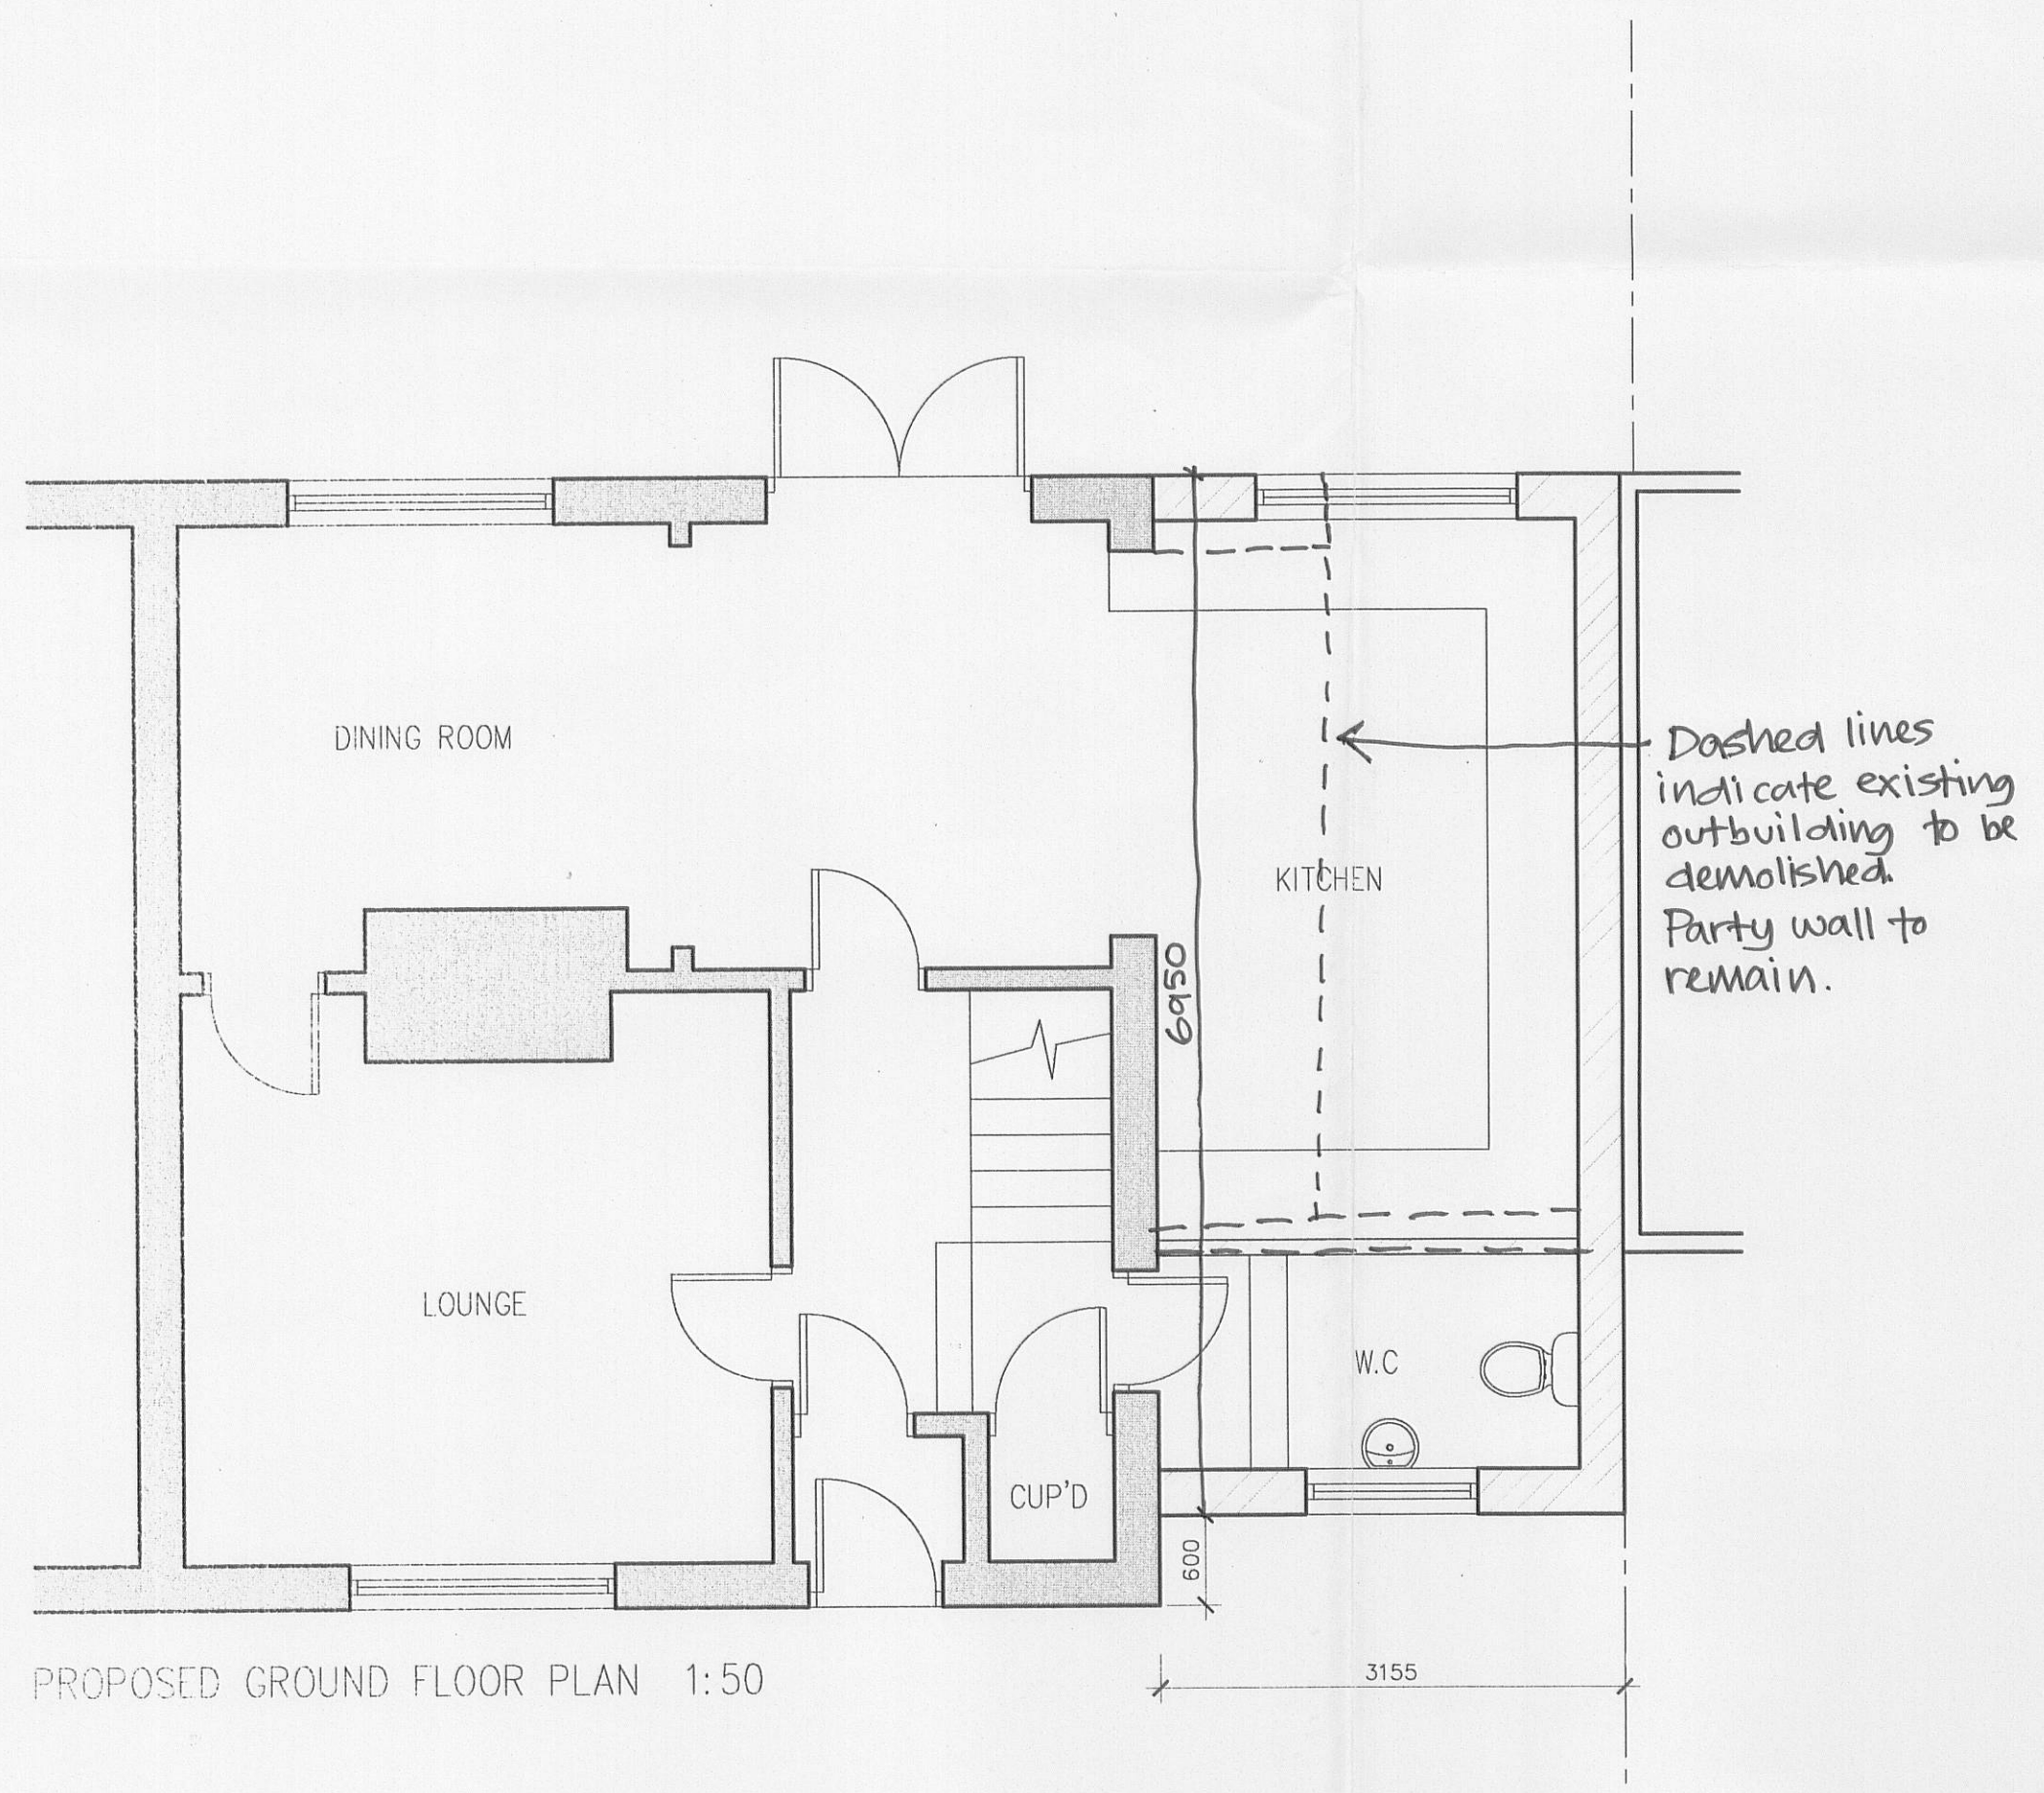 DINING ROOM
KITCHEN
Dashed lines
indicate existing
outbuilding to be
demolished.
Party wall to
remain.
6950
LOUNGE
W.C
CUP'D
600
3155
PROPOSED GROUND FLOOR PLAN 1:50